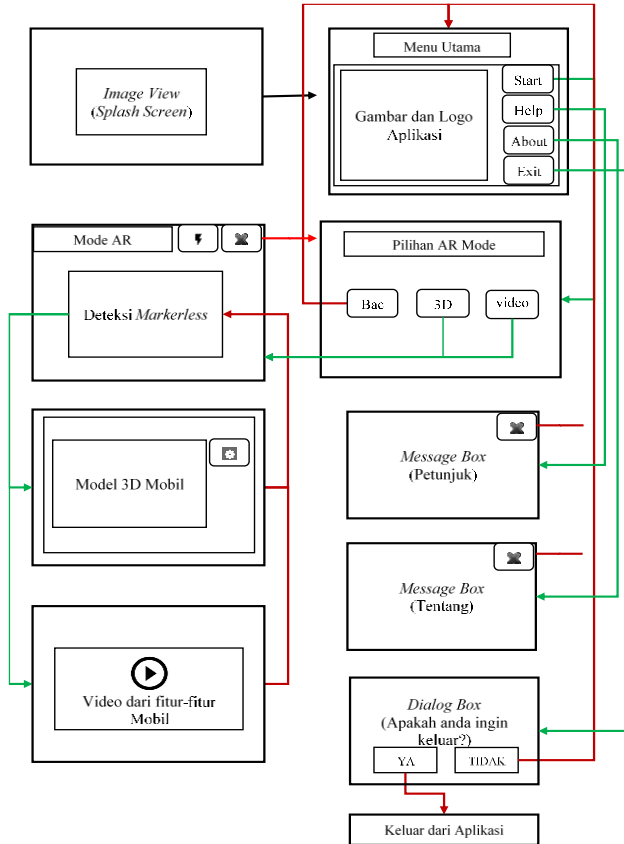 Image View
(Splash Screen)
Menu Utama
Gambar dan Logo
Aplikasi
Start
Help
About
Exit
Mode AR
Deteksi Markerless
Pilihan AR Mode
Bac
3D
video
Model 3D Mobil
Message Box
(Petunjuk)
Message Box
(Tentang)
Video dari fitur-fitur
Mobil
Dialog Box
(Apakah anda ingin
keluar?)
YA
TIDAK
Keluar dari Aplikasi